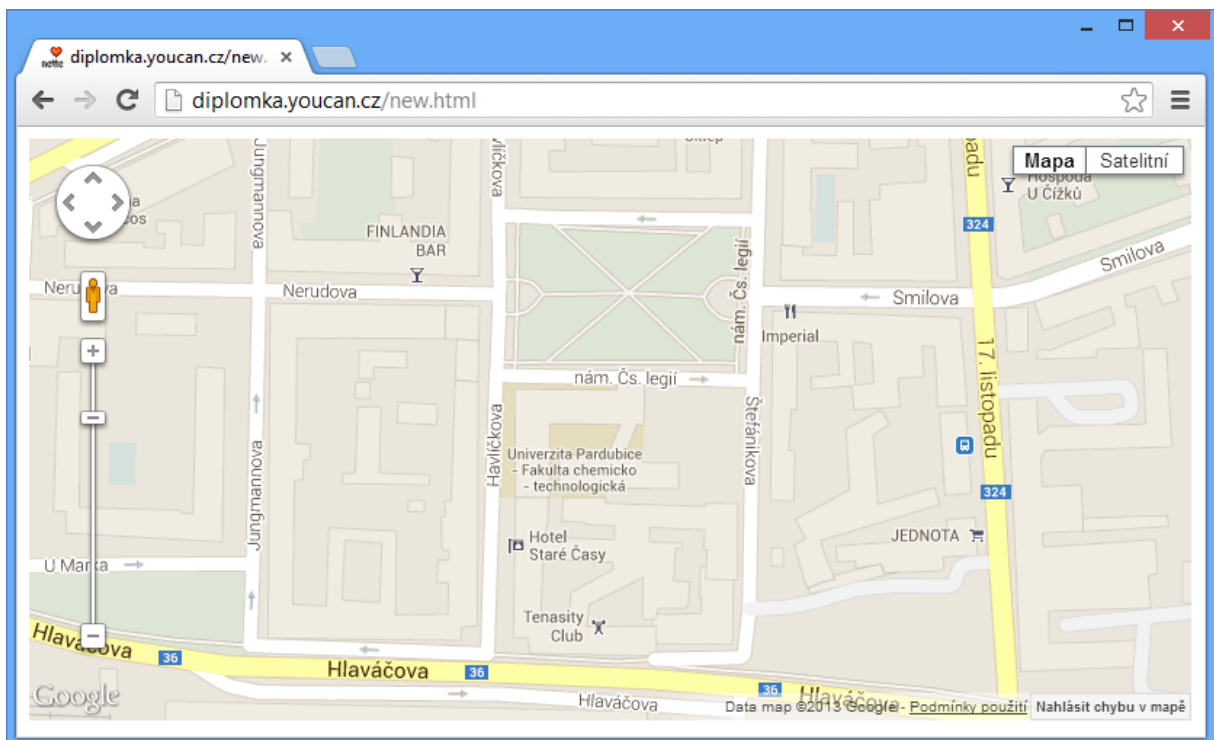 nette
diplomka.youcan.cz/new.
diplomka.youcan.cz/new.html
Mapa
Satelitní
Jungmannova
padu
Hospoda
U Čížků
FINLANDIA
BAR
324
nám. Čs. legií
Smilova
Nerudova
Smilova
Imperial
nám. Čs. legií
17. listopadu
Havlíčkova
Štefánikova
Univerzita Pardubice
- Fakulta chemicko
- technologická
Jungmannova
324
JEDNOTA
Hotel
Staré Časy
U Marka
Tenasity
Club
36
Hlaváčova
36
Google
Hlaváčova
36
Hlaváčova
Data map ©2013 Google - Podmínky použití
Nahlásit chybu v mapě